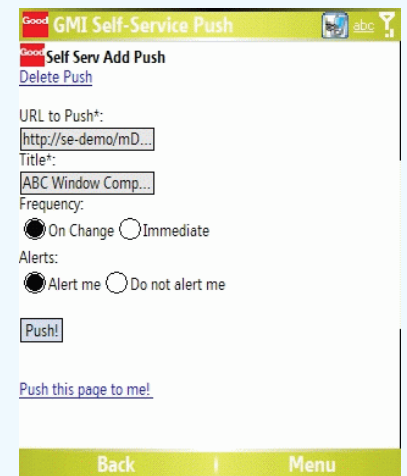 Good GMI Self-Service Push abc
Good Self Serv Add Push
Delete Push
URL to Push*:
http://se-demo/mD...
Title*:
ABC Window Comp...
Frequency:
On Change Immediate
Alerts:
Alert me Do not alert me
Push!
Push this page to me!
Back Menu